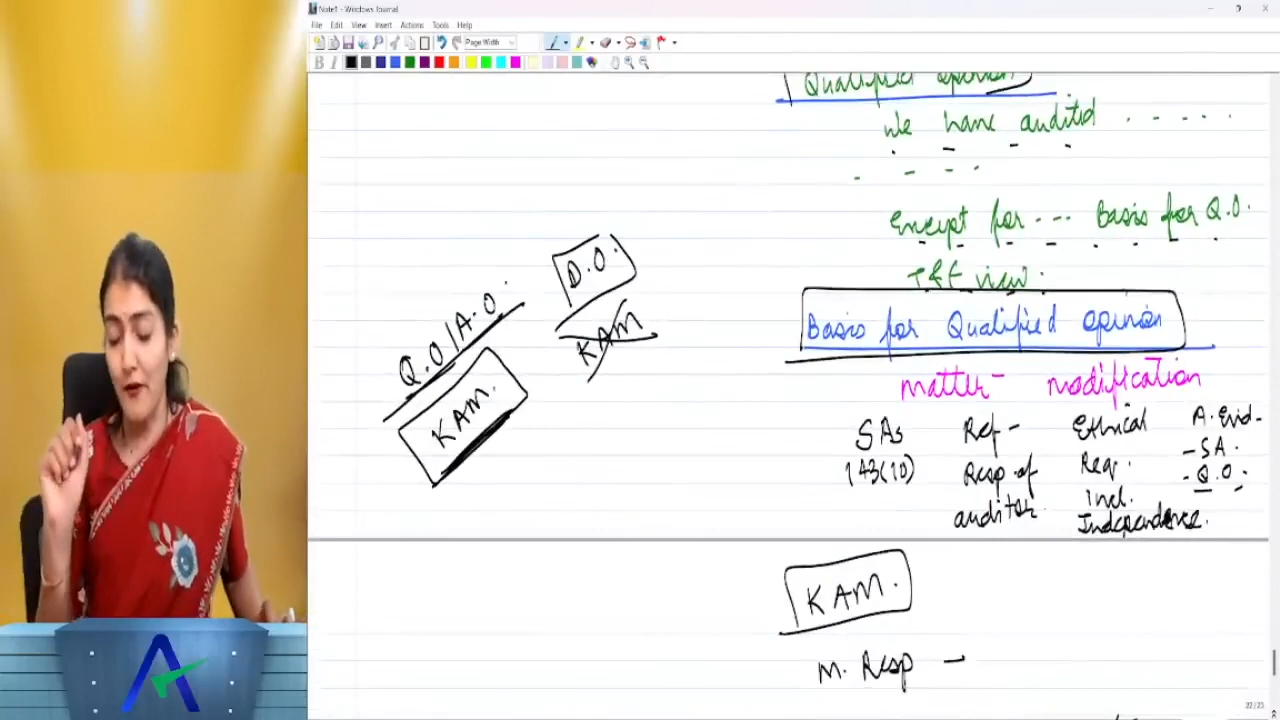 Note1 - Windows Journal
File Edit View Insert Actions Tools Help
Page Width
B I
Qualified opinion
We have audited . . . . .
Except for --- Basis for Q.O.
T&F view.
Basis for Qualified opinion
Matter - modification
SAs
143(10)
Ref -
Resp of
auditor
Ethical
Req.
incl.
Independence.
A. Evid -
- SA.
- Q.O.
Q.O/A.O.
KAM.
D.O.
KAM
KAM.
M. Resp -
22/23